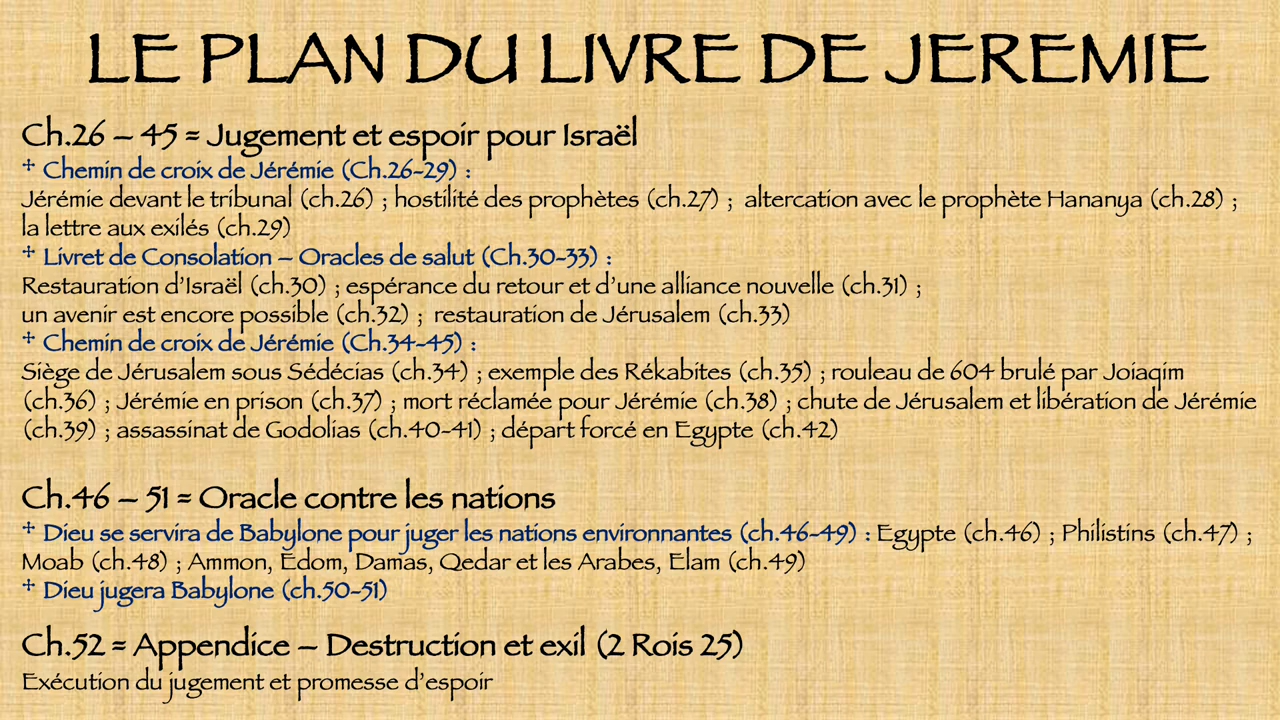 LE PLAN DU LIVRE DE JEREMIE
Ch.26 – 45 = Jugement et espoir pour Israël
✢ Chemin de croix de Jérémie (Ch.26-29) :
Jérémie devant le tribunal (ch.26) ; hostilité des prophètes (ch.27) ; altercation avec le prophète Hananya (ch.28) ;
la lettre aux exilés (ch.29)
✢ Livret de Consolation – Oracles de salut (Ch.30-33) :
Restauration d’Israël (ch.30) ; espérance du retour et d’une alliance nouvelle (ch.31) ;
un avenir est encore possible (ch.32) ; restauration de Jérusalem (ch.33)
✢ Chemin de croix de Jérémie (Ch.34-45) :
Siège de Jérusalem sous Sédécias (ch.34) ; exemple des Rékabites (ch.35) ; rouleau de 604 brulé par Joiaqim
(ch.36) ; Jérémie en prison (ch.37) ; mort réclamée pour Jérémie (ch.38) ; chute de Jérusalem et libération de Jérémie
(ch.39) ; assassinat de Godolias (ch.40-41) ; départ forcé en Egypte (ch.42)
Ch.46 – 51 = Oracle contre les nations
✢ Dieu se servira de Babylone pour juger les nations environnantes (ch.46-49) : Egypte (ch.46) ; Philistins (ch.47) ;
Moab (ch.48) ; Ammon, Edom, Damas, Qedar et les Arabes, Elam (ch.49)
✢ Dieu jugera Babylone (ch.50-51)
Ch.52 = Appendice – Destruction et exil (2 Rois 25)
Exécution du jugement et promesse d’espoir